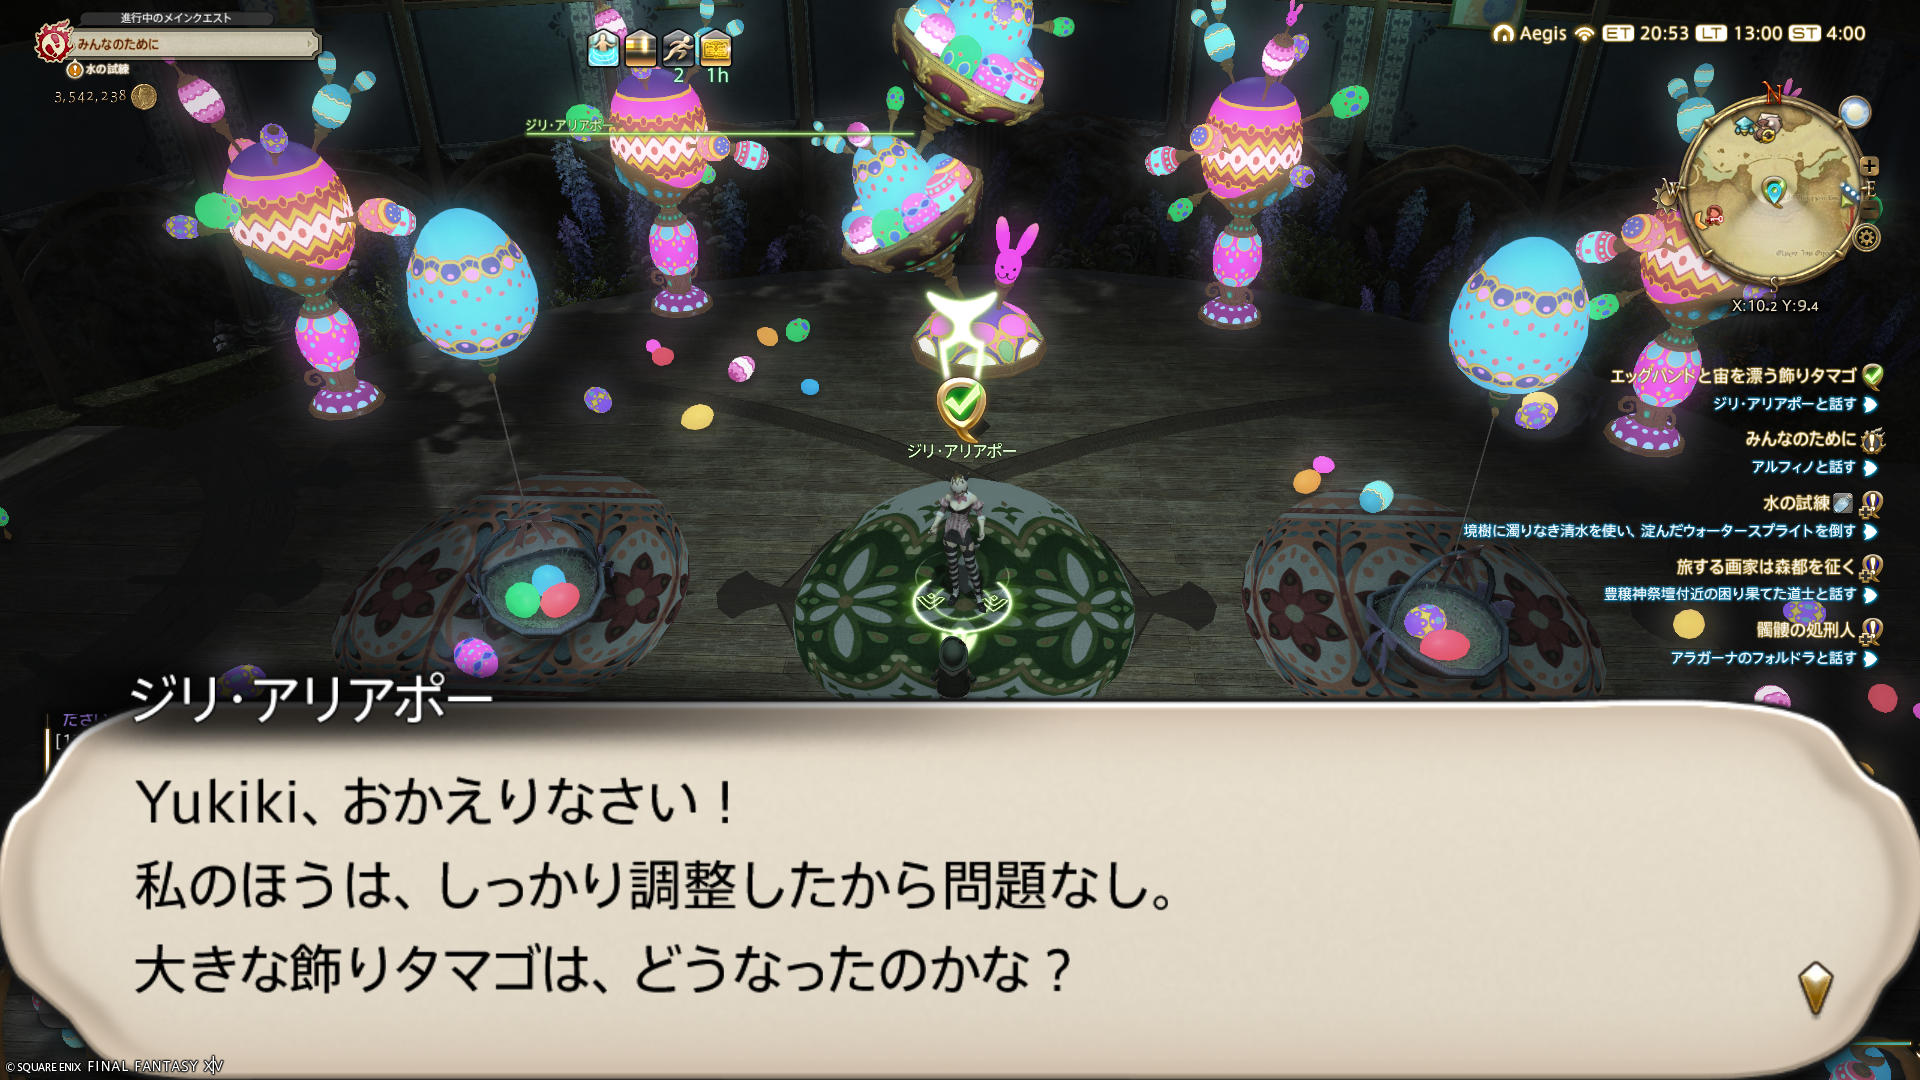 進行中のメインクエスト
みんなのために
水の試練
3,542,238
2
1h
Aegis ET 20:53 LT 13:00 ST 4:00
N
W
E
S
X:10.2 Y:9.4
ジリ・アリアポー
エッグバンドと宙を漂う飾りタマゴ
ジリ・アリアポーと話す
みんなのために
アルフィノと話す
水の試練
境樹に濁りなき清水を使い、淀んだウォータースプライトを倒す
旅する画家は森都を征く
豊穣神祭壇付近の困り果てた道士と話す
髑髏の処刑人
アラガーナのフォルドラと話す
ジリ・アリアポー
ジリ・アリアポー
Yukiki、おかえりなさい！
私のほうは、しっかり調整したから問題なし。
大きな飾りタマゴは、どうなったのかな？
© SQUARE ENIX FINAL FANTASY XIV